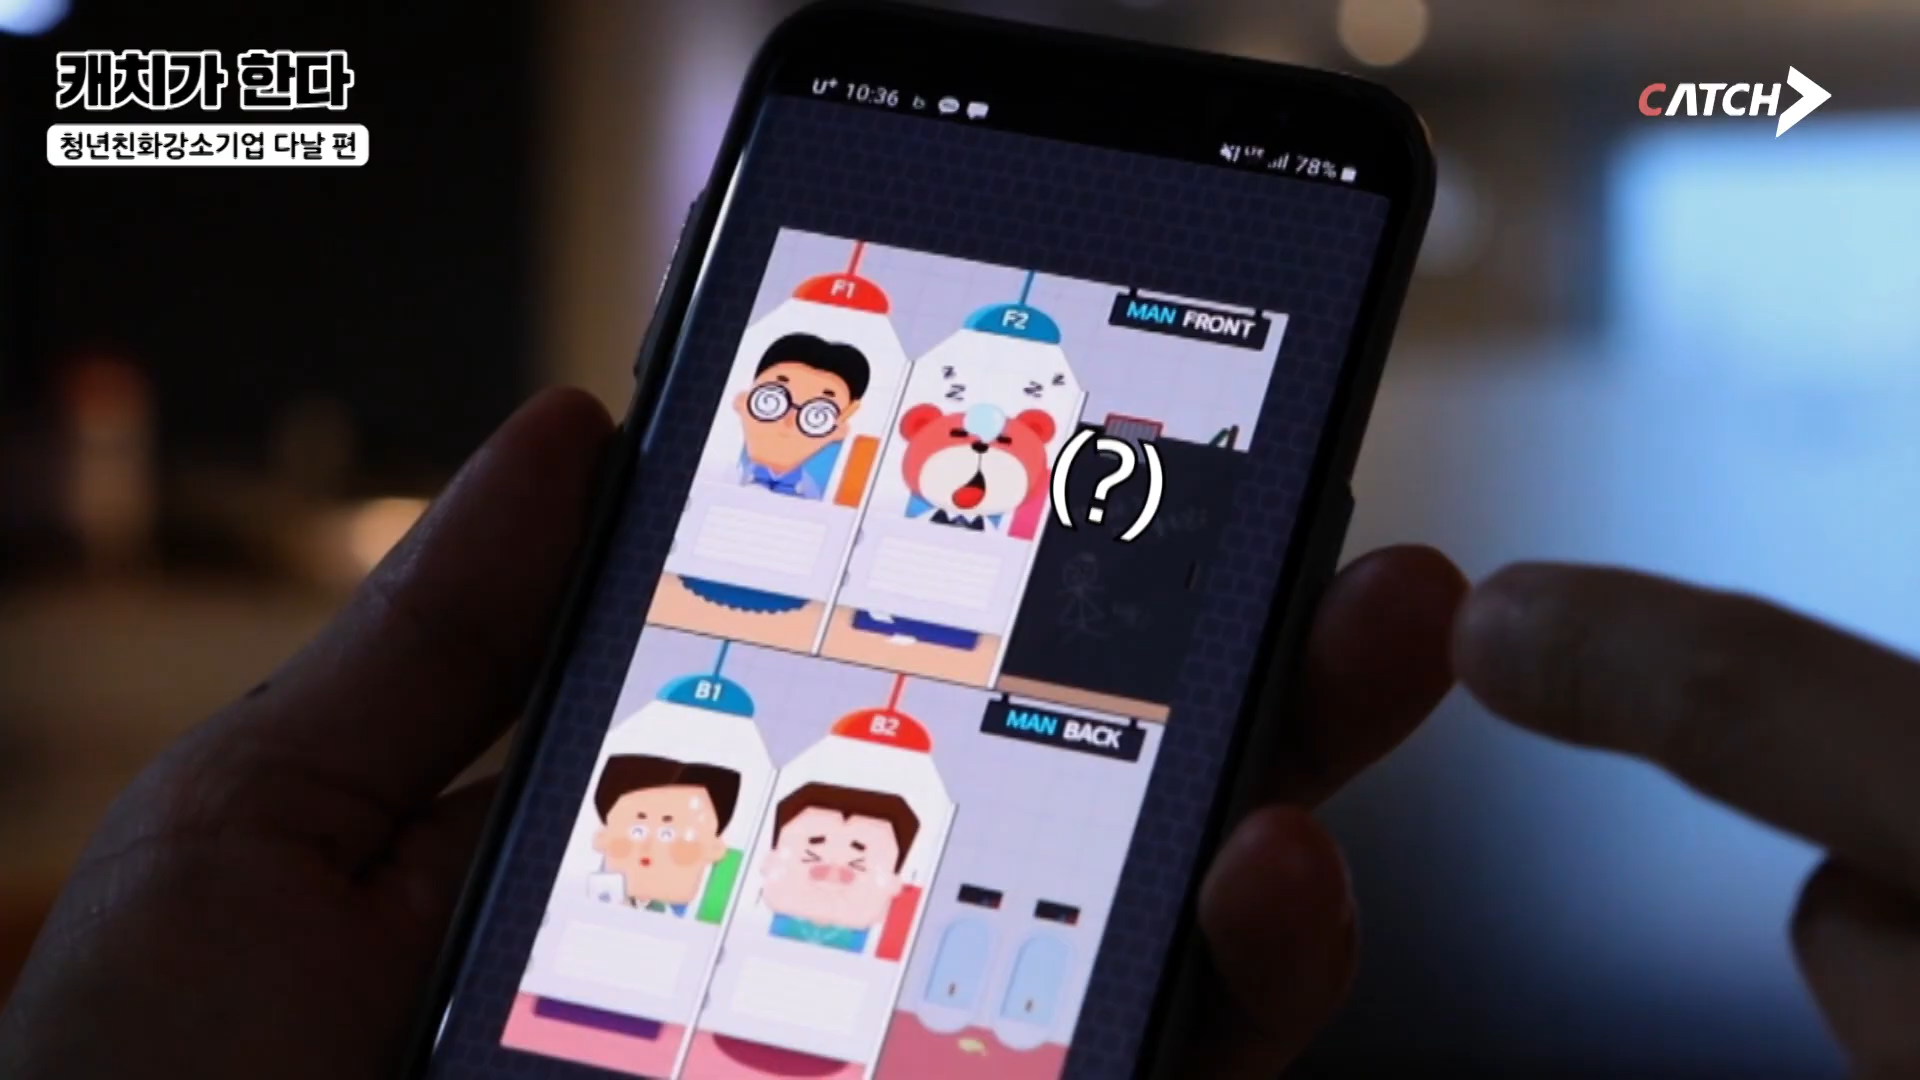 캐치가 한다
청년친화강소기업 다날 편
CATCH
U+ 10:36
LTE 78%
F1
F2
MAN FRONT
z z z z
(?)
B1
B2
MAN BACK